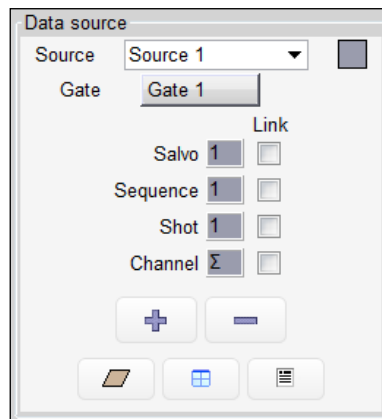 Data source
Source Source 1
Gate Gate 1
Link
Salvo 1
Sequence 1
Shot 1
Channel Σ